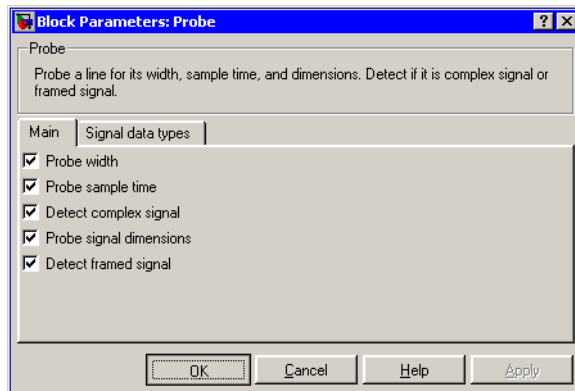 Block Parameters: Probe
Probe
Probe a line for its width, sample time, and dimensions. Detect if it is complex signal or
framed signal.
Main Signal data types
Probe width
Probe sample time
Detect complex signal
Probe signal dimensions
Detect framed signal
OK Cancel Help Apply